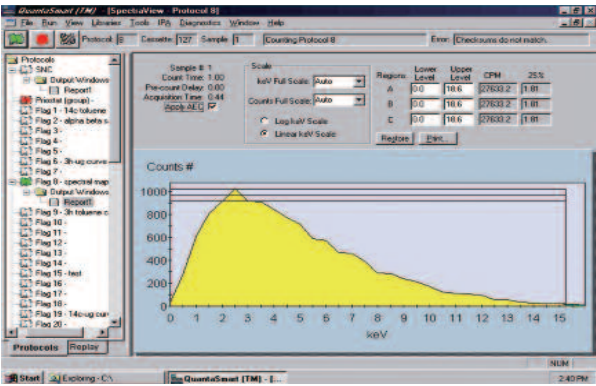 QuantaSmart (TM) - [SpectraView - Protocol 8]
File Run View Libraries Tools IPA Diagnostics Window Help
Protocol 8 Cassette 127 Sample 1 Counting Protocol 8 Error: Checksums do not match.
Protocols
SNC
Output Windows
Report1
Priostat (group) -
Flag 1 - 14c toluene
Flag 2 - alpha beta s
Flag 3 -
Flag 4 -
Flag 5 -
Flag 6 - 3h-ug curve
Flag 7 -
Flag 8 - spectral map
Output Windows
Report1
Flag 9 - 3h toluene c
Flag 10 -
Flag 11 -
Flag 12 -
Flag 13 -
Flag 14 -
Flag 15 - test
Flag 16 -
Flag 17 -
Flag 18 -
Flag 19 - 14c-ug cur
Flag 20 -
Protocols Replay
Sample #: 1
Count Time: 1.00
Pre-count Delay: 0.00
Acquisition Time: 0.44
Apply AEC
Scale
keV Full Scale: Auto
Counts Full Scale: Auto
Log keV Scale
Linear keV Scale
Regions Lower Level Upper Level CPM 2S%
A 0.0 18.6 27633.2 1.81
B 0.0 18.6 27633.2 1.81
C 0.0 18.6 27633.2 1.81
Restore Print...
Counts #
1000
800
600
400
200
0
0 1 2 3 4 5 6 7 8 9 10 11 12 13 14 15
keV
NUM
Start Exploring - C:\ QuantaSmart (TM) - [... 2:40 PM